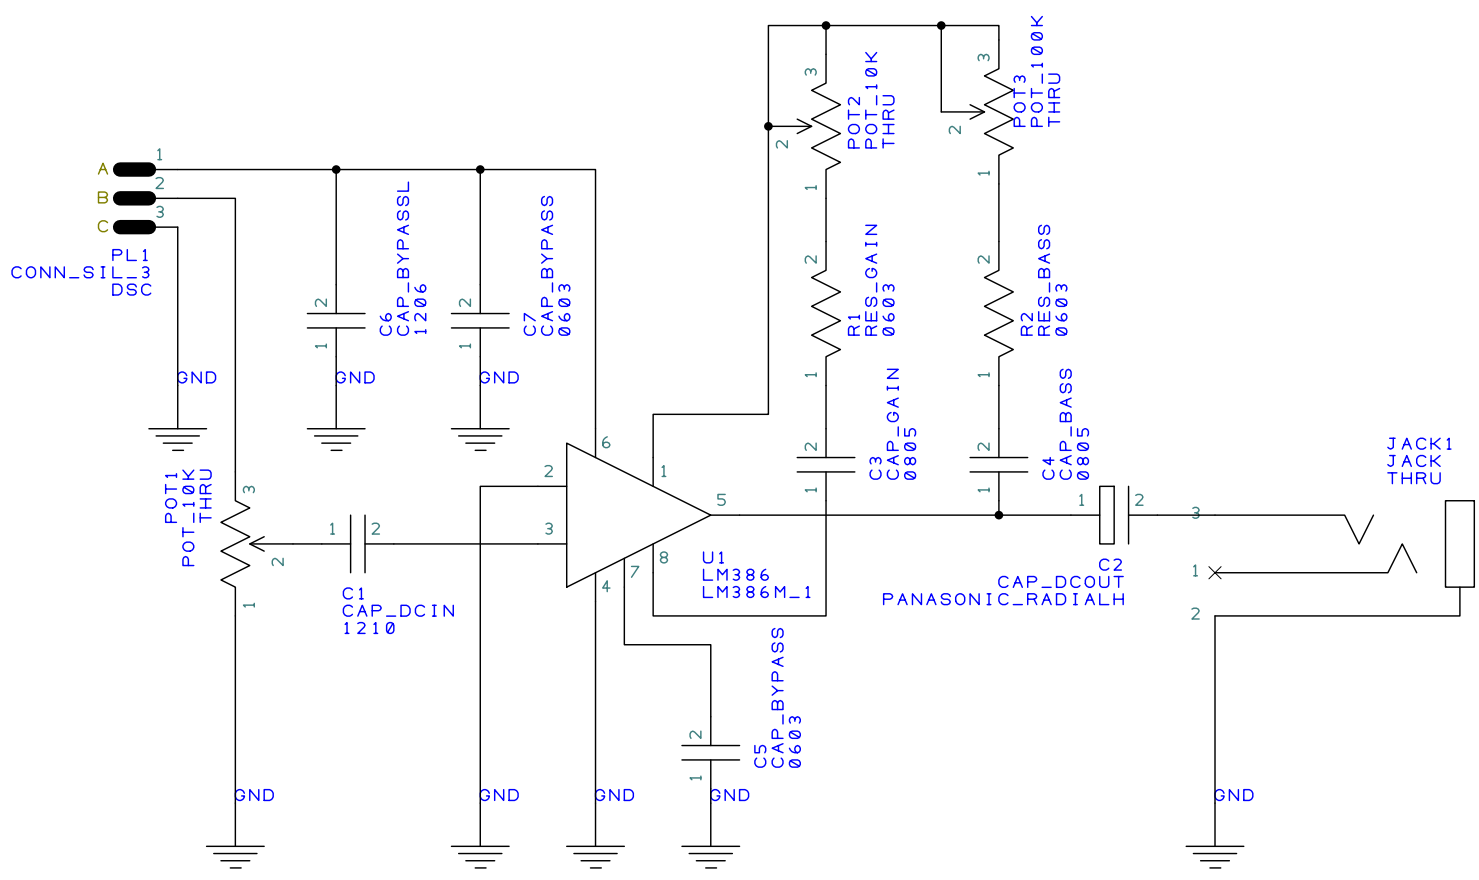 A
1
B
2
C
3
PL1
CONN_SIL_3
DSC
GND
2
1
C6
CAP_BYPASSL
1206
GND
2
1
C7
CAP_BYPASS
0603
GND
3
2
1
POT2
POT_10K
THRU
3
2
1
POT3
POT_100K
THRU
2
1
R1
RES_GAIN
0603
2
1
R2
RES_BASS
0603
2
1
C3
CAP_GAIN
0805
2
1
C4
CAP_BASS
0805
POT1
POT_10K
THRU
3
2
1
GND
1
2
C1
CAP_DCIN
1210
2
3
6
1
5
8
7
4
U1
LM386
LM386M_1
GND
GND
2
1
C5
CAP_BYPASS
0603
GND
1
2
C2
CAP_DCOUT
PANASONIC_RADIALH
JACK1
JACK
THRU
3
1
2
GND